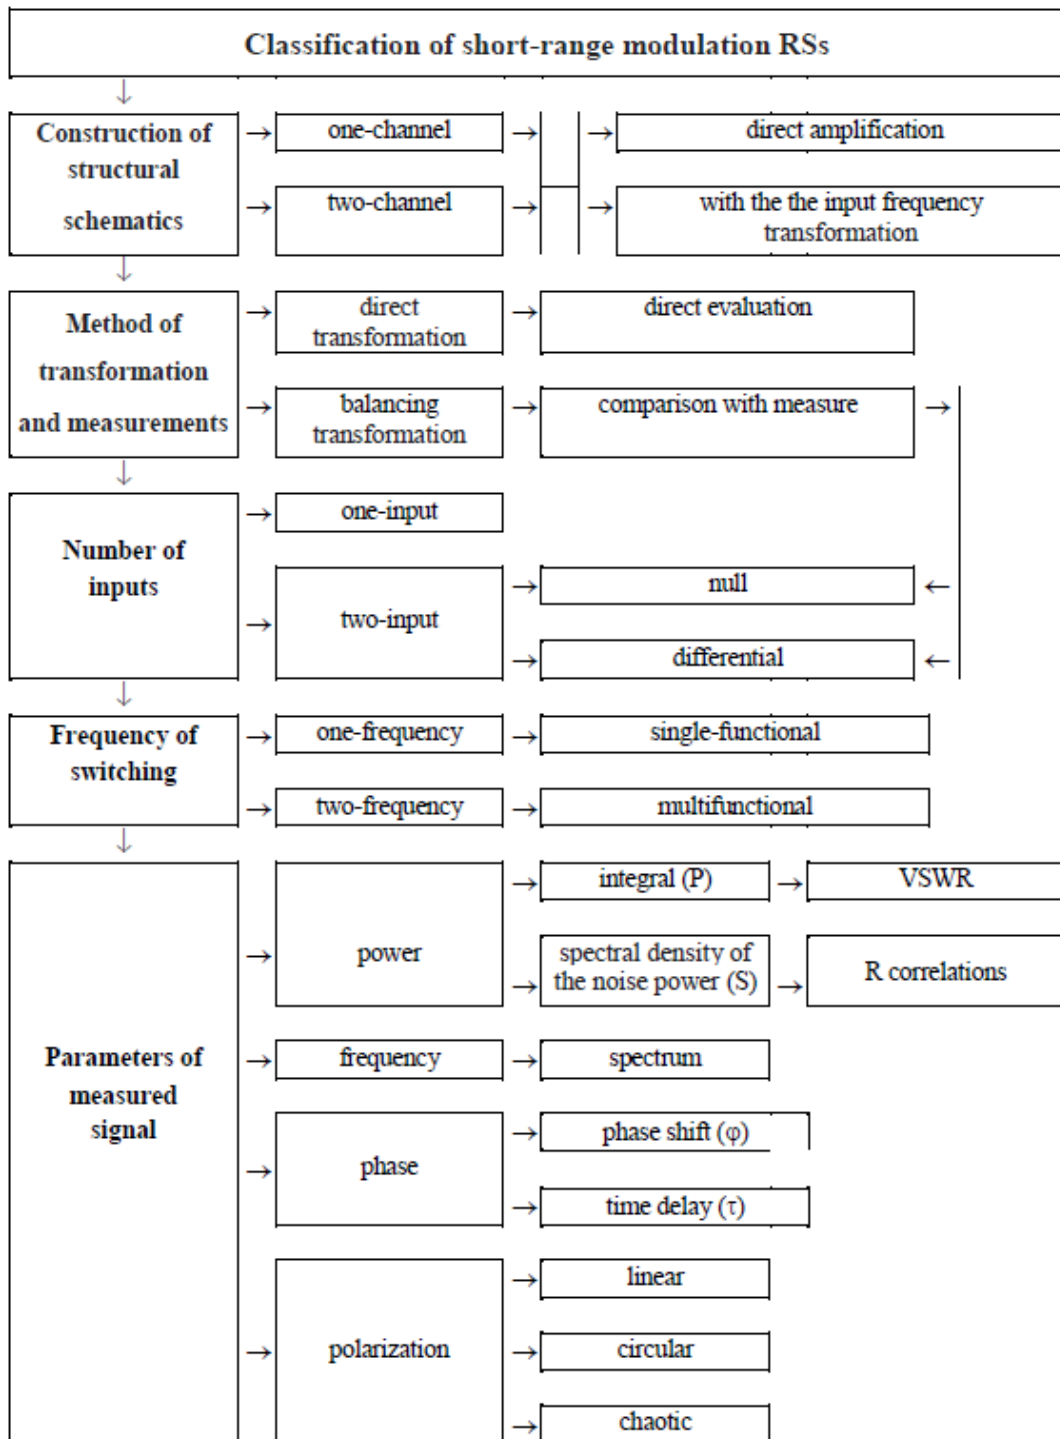 Classification of short-range modulation RSs
↓
Construction of
structural
schematics
→
one-channel
→
→
direct amplification
→
two-channel
→
→
with the the input frequency
transformation
↓
Method of
transformation
and measurements
→
direct
transformation
→
direct evaluation
→
balancing
transformation
→
comparison with measure
→
↓
Number of
inputs
→
one-input
→
two-input
→
null
←
→
differential
←
↓
Frequency of
switching
→
one-frequency
→
single-functional
→
two-frequency
→
multifunctional
↓
Parameters of
measured
signal
→
power
→
integral (P)
→
VSWR
→
spectral density of
the noise power (S)
→
R correlations
→
frequency
→
spectrum
→
phase
→
phase shift (φ)
→
time delay (τ)
→
polarization
→
linear
→
circular
→
chaotic